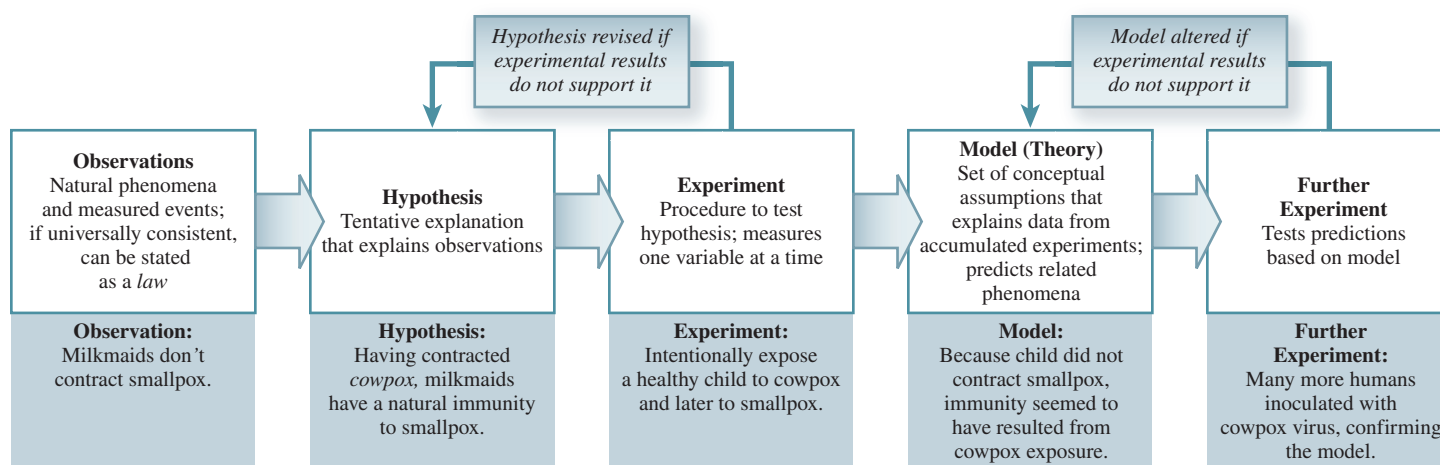 Hypothesis revised if
experimental results
do not support it
Model altered if
experimental results
do not support it
Observations
Natural phenomena
and measured events;
if universally consistent,
can be stated
as a law
Hypothesis
Tentative explanation
that explains observations
Experiment
Procedure to test
hypothesis; measures
one variable at a time
Model (Theory)
Set of conceptual
assumptions that
explains data from
accumulated experiments;
predicts related
phenomena
Further
Experiment
Tests predictions
based on model
Observation:
Milkmaids don't
contract smallpox.
Hypothesis:
Having contracted
cowpox, milkmaids
have a natural immunity
to smallpox.
Experiment:
Intentionally expose
a healthy child to cowpox
and later to smallpox.
Model:
Because child did not
contract smallpox,
immunity seemed to
have resulted from
cowpox exposure.
Further
Experiment:
Many more humans
inoculated with
cowpox virus, confirming
the model.